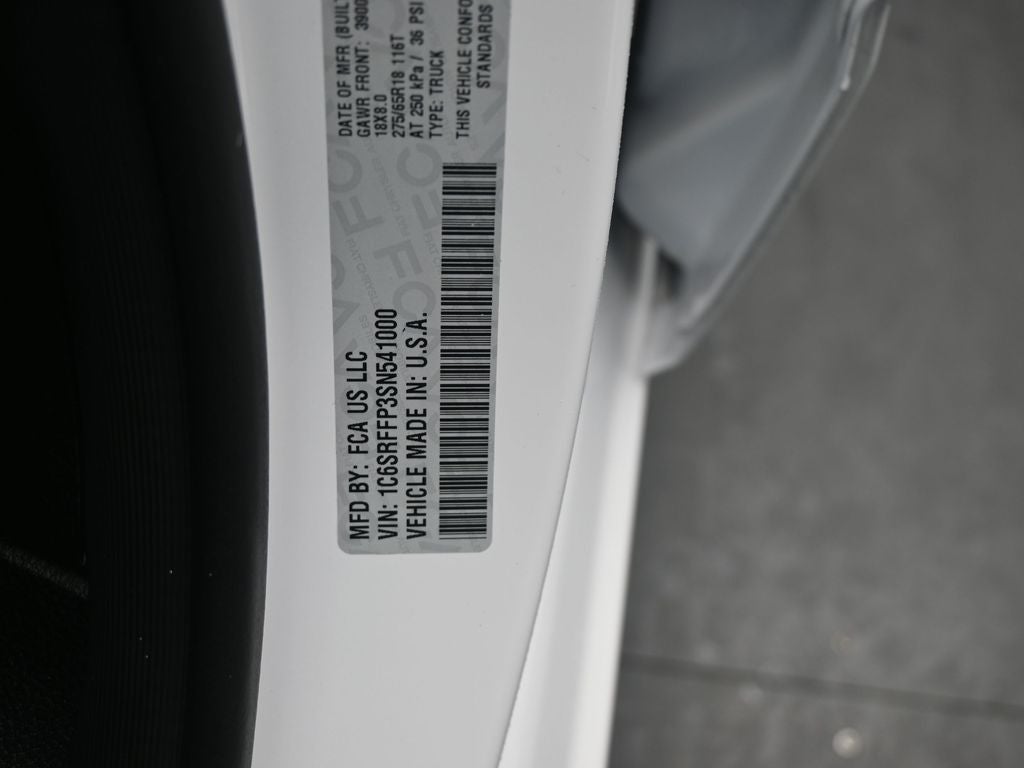 MFD BY: FCA US LLC
VIN: 1C6SRFFP3SN541000
VEHICLE MADE IN: U.S.A.
DATE OF MFR (BUIL
GAWR FRONT: 3900
18X8.0
275/65R18 116T
AT 250 kPa / 36 PSI
TYPE: TRUCK
THIS VEHICLE CONFO
STANDARDS